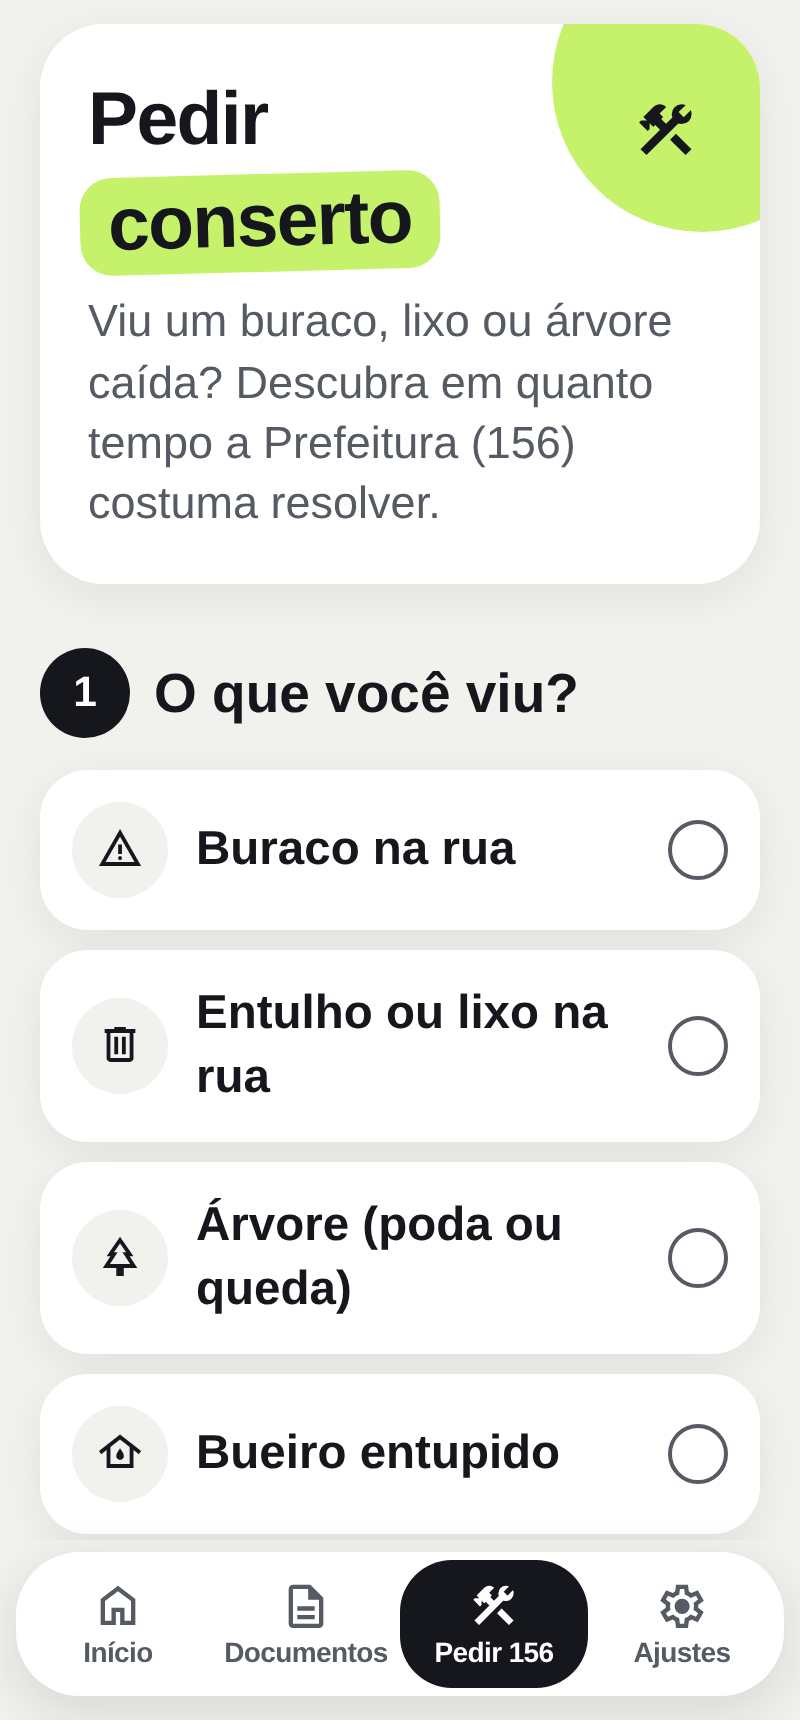 Pedir
conserto
Viu um buraco, lixo ou árvore
caída? Descubra em quanto
tempo a Prefeitura (156)
costuma resolver.
1 O que você viu?
Buraco na rua
Entulho ou lixo na
rua
Árvore (poda ou
queda)
Bueiro entupido
Início Documentos Pedir 156 Ajustes